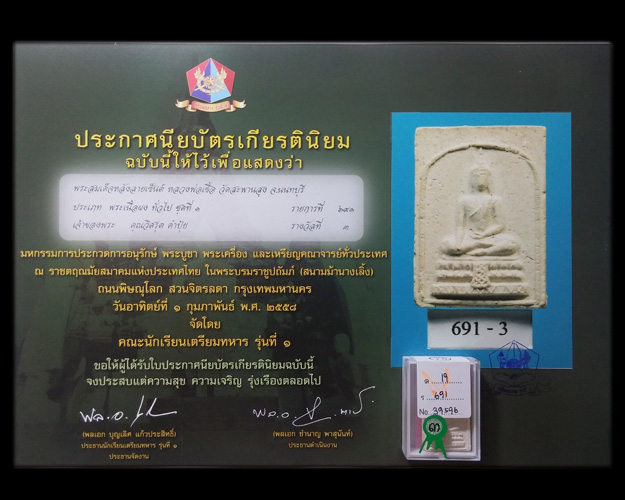 ประกาศนียบัตรเกียรตินิยม
ฉบับนี้ให้ไว้เพื่อแสดงว่า
พระสมเด็จหลังลายเซ็นต์ หลวงพ่อเชื้อ วัดสะพานสูง จ.นนทบุรี
ประเภท พระเนื้อผง ทั่วไป ชุดที่ ๑ รายการที่ ๖๙๑
เจ้าของพระ คุณวิศรุต คำปุ้ย รางวัลที่ ๓
มหกรรมการประกวดการอนุรักษ์ พระบูชา พระเครื่อง และเหรียญคณาจารย์ทั่วประเทศ
ณ ราชตฤณมัยสมาคมแห่งประเทศไทย ในพระบรมราชูปถัมภ์ (สนามม้านางเลิ้ง)
ถนนพิษณุโลก สวนจิตรลดา กรุงเทพมหานคร
วันอาทิตย์ที่ ๑ กุมภาพันธ์ พ.ศ. ๒๕๕๘
จัดโดย
คณะนักเรียนเตรียมทหาร รุ่นที่ ๑
ขอให้ผู้ได้รับใบประกาศนียบัตรเกียรตินิยมฉบับนี้
จงประสบแต่ความสุข ความเจริญ รุ่งเรืองตลอดไป
พล.อ.
พล.อ.
(พลเอก บุญเลิศ แก้วประสิทธิ์)
(พลเอก ชำนาญ พาสุนันท์)
ประธานนักเรียนเตรียมทหาร รุ่นที่ ๑
ประธานดำเนินงาน
ประธานจัดงาน
691 - 3
ต 19
ร 691
No. 39596
๓